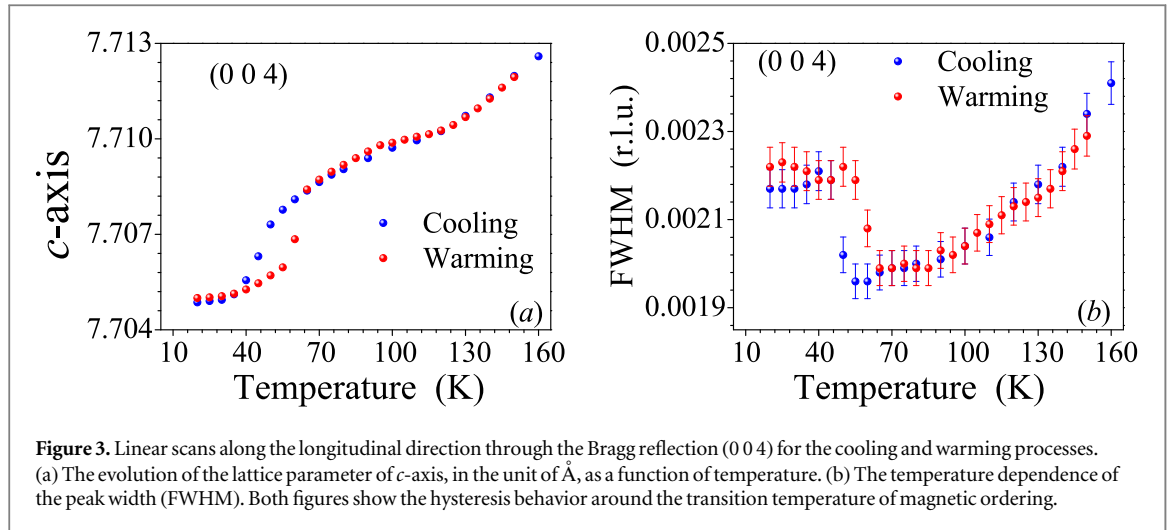 7.713
7.710
7.707
7.704
c-axis
(0 0 4)
Cooling
Warming
(a)
10 40 70 100 130 160
Temperature (K)
0.0025
0.0023
0.0021
0.0019
FWHM (r.l.u.)
(0 0 4)
Cooling
Warming
(b)
10 40 70 100 130 160
Temperature (K)
Figure 3. Linear scans along the longitudinal direction through the Bragg reflection (0 0 4) for the cooling and warming processes.
(a) The evolution of the lattice parameter of c-axis, in the unit of Å, as a function of temperature. (b) The temperature dependence of
the peak width (FWHM). Both figures show the hysteresis behavior around the transition temperature of magnetic ordering.